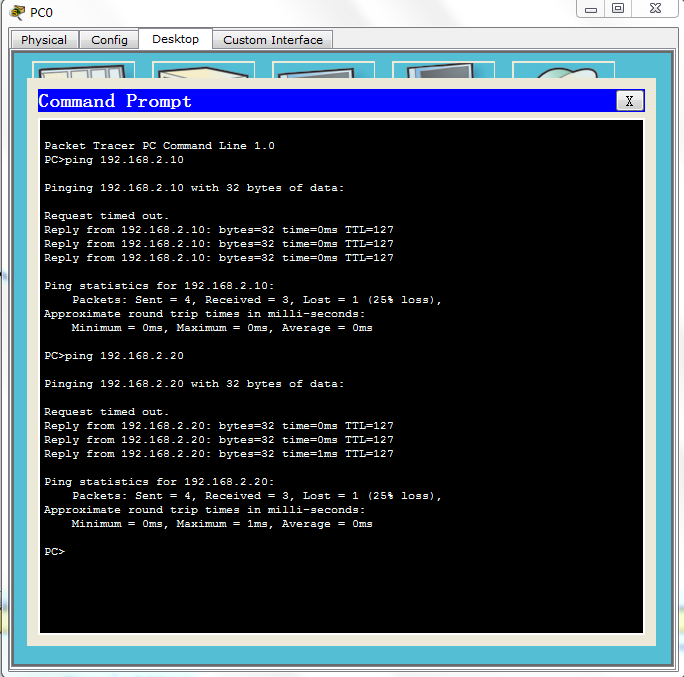 PC0
Physical Config Desktop Custom Interface
Command Prompt X
Packet Tracer PC Command Line 1.0
PC>ping 192.168.2.10
Pinging 192.168.2.10 with 32 bytes of data:
Request timed out.
Reply from 192.168.2.10: bytes=32 time=0ms TTL=127
Reply from 192.168.2.10: bytes=32 time=0ms TTL=127
Reply from 192.168.2.10: bytes=32 time=0ms TTL=127
Ping statistics for 192.168.2.10:
    Packets: Sent = 4, Received = 3, Lost = 1 (25% loss),
Approximate round trip times in milli-seconds:
    Minimum = 0ms, Maximum = 0ms, Average = 0ms
PC>ping 192.168.2.20
Pinging 192.168.2.20 with 32 bytes of data:
Request timed out.
Reply from 192.168.2.20: bytes=32 time=0ms TTL=127
Reply from 192.168.2.20: bytes=32 time=0ms TTL=127
Reply from 192.168.2.20: bytes=32 time=1ms TTL=127
Ping statistics for 192.168.2.20:
    Packets: Sent = 4, Received = 3, Lost = 1 (25% loss),
Approximate round trip times in milli-seconds:
    Minimum = 0ms, Maximum = 1ms, Average = 0ms
PC>